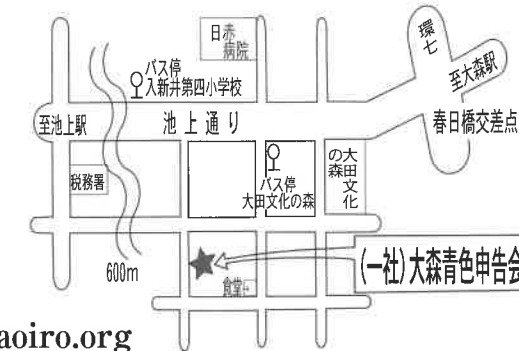 日赤
病院
環七
バス停
入新井第四小学校
至大森駅
至池上駅
池上通り
春日橋交差点
税務署
バス停
大田文化の森
大田文化
の森
600m
(一社)大森青色申告会
食堂
aoiro.org